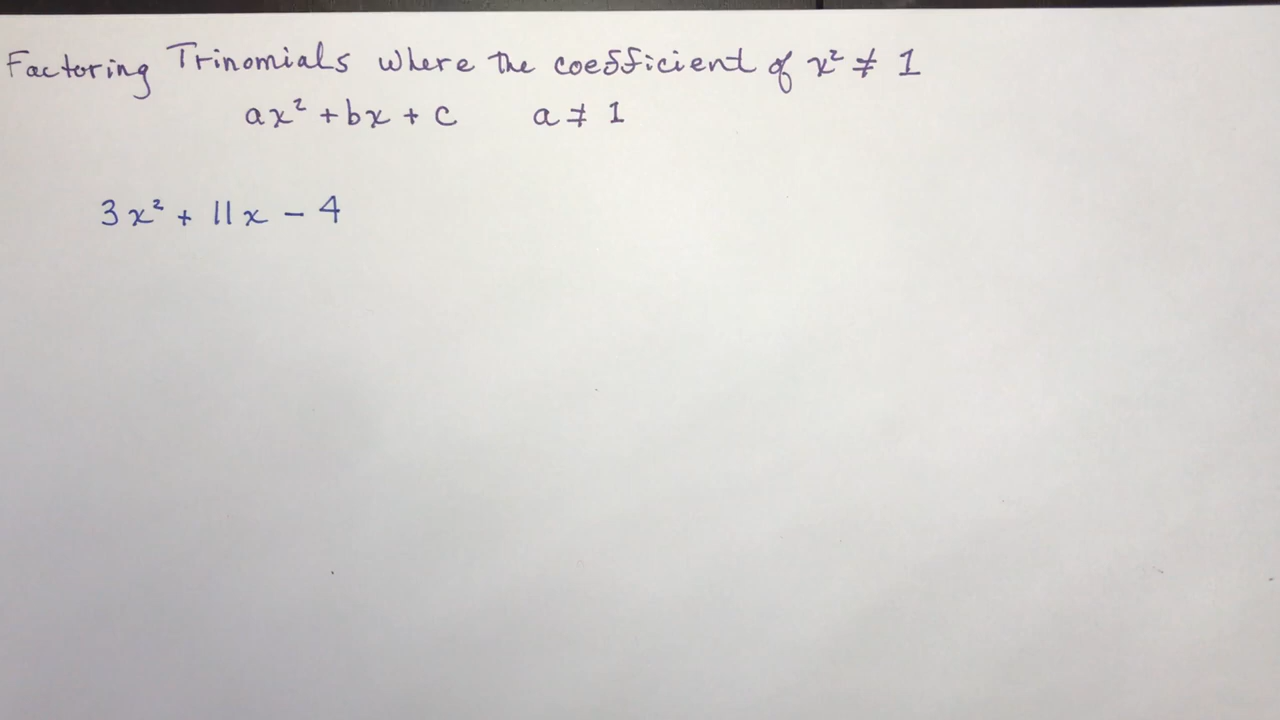 Factoring Trinomials where the coefficient of x² ≠ 1
ax² + bx + c a ≠ 1
3x² + 11x - 4